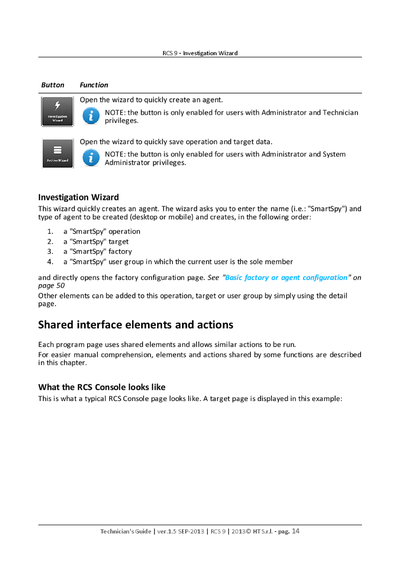 RCS 9 - Investigation Wizard
Button Function
Investigation
Wizard
Open the wizard to quickly create an agent.
NOTE: the button is only enabled for users with Administrator and Technician
privileges.
Archive Wizard
Open the wizard to quickly save operation and target data.
NOTE: the button is only enabled for users with Administrator and System
Administrator privileges.
Investigation Wizard
This wizard quickly creates an agent. The wizard asks you to enter the name (i.e.: "SmartSpy") and
type of agent to be created (desktop or mobile) and creates, in the following order:
1. a "SmartSpy" operation
2. a "SmartSpy" target
3. a "SmartSpy" factory
4. a "SmartSpy" user group in which the current user is the sole member
and directly opens the factory configuration page. See "Basic factory or agent configuration" on
page 50
Other elements can be added to this operation, target or user group by simply using the detail
page.
Shared interface elements and actions
Each program page uses shared elements and allows similar actions to be run.
For easier manual comprehension, elements and actions shared by some functions are described
in this chapter.
What the RCS Console looks like
This is what a typical RCS Console page looks like. A target page is displayed in this example:
Technician's Guide | ver.1.5 SEP-2013 | RCS 9 | 2013© HT S.r.l. - pag. 14